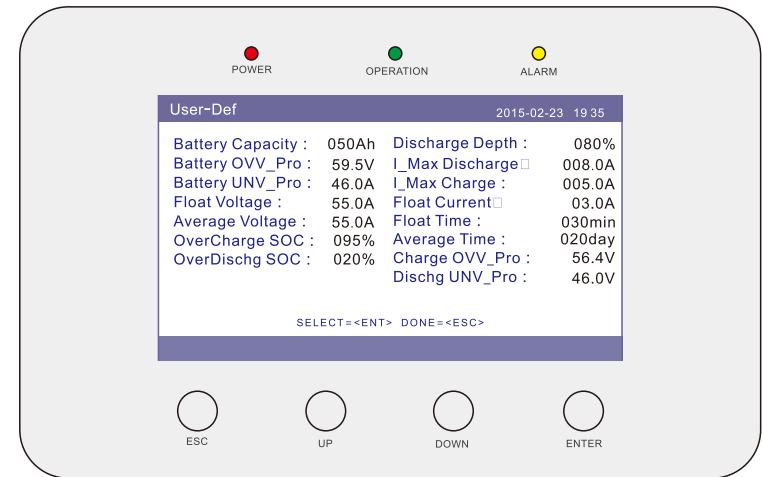 POWER OPERATION ALARM
User-Def 2015-02-23 19 35
Battery Capacity : 050Ah Discharge Depth : 080%
Battery OVV_Pro : 59.5V I_Max Discharge□ 008.0A
Battery UNV_Pro : 46.0A I_Max Charge : 005.0A
Float Voltage : 55.0A Float Current□ 03.0A
Average Voltage : 55.0A Float Time : 030min
OverCharge SOC : 095% Average Time : 020day
OverDischg SOC : 020% Charge OVV_Pro : 56.4V
Dischg UNV_Pro : 46.0V
SELECT=<ENT> DONE=<ESC>
ESC UP DOWN ENTER